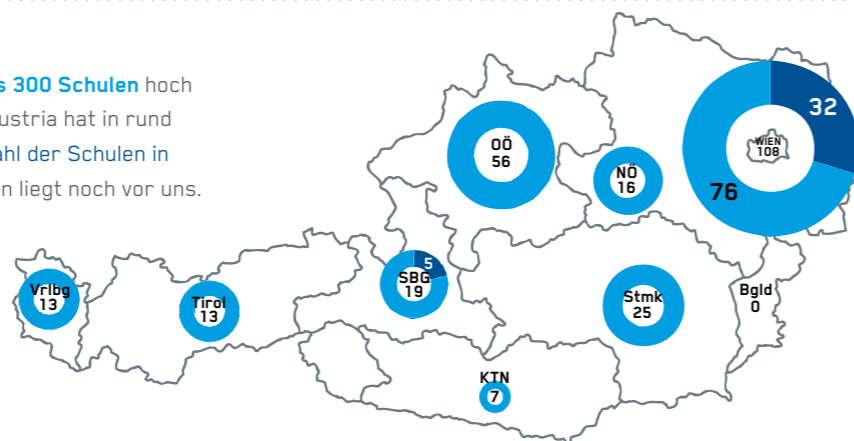 s 300 Schulen hoch
ustria hat in rund
ahl der Schulen in
n liegt noch vor uns.
32
WIEN
108
76
OÖ
56
NÖ
16
5
SBG
19
Vrlbg
13
Tirol
13
Stmk
25
Bgld
0
KTN
7